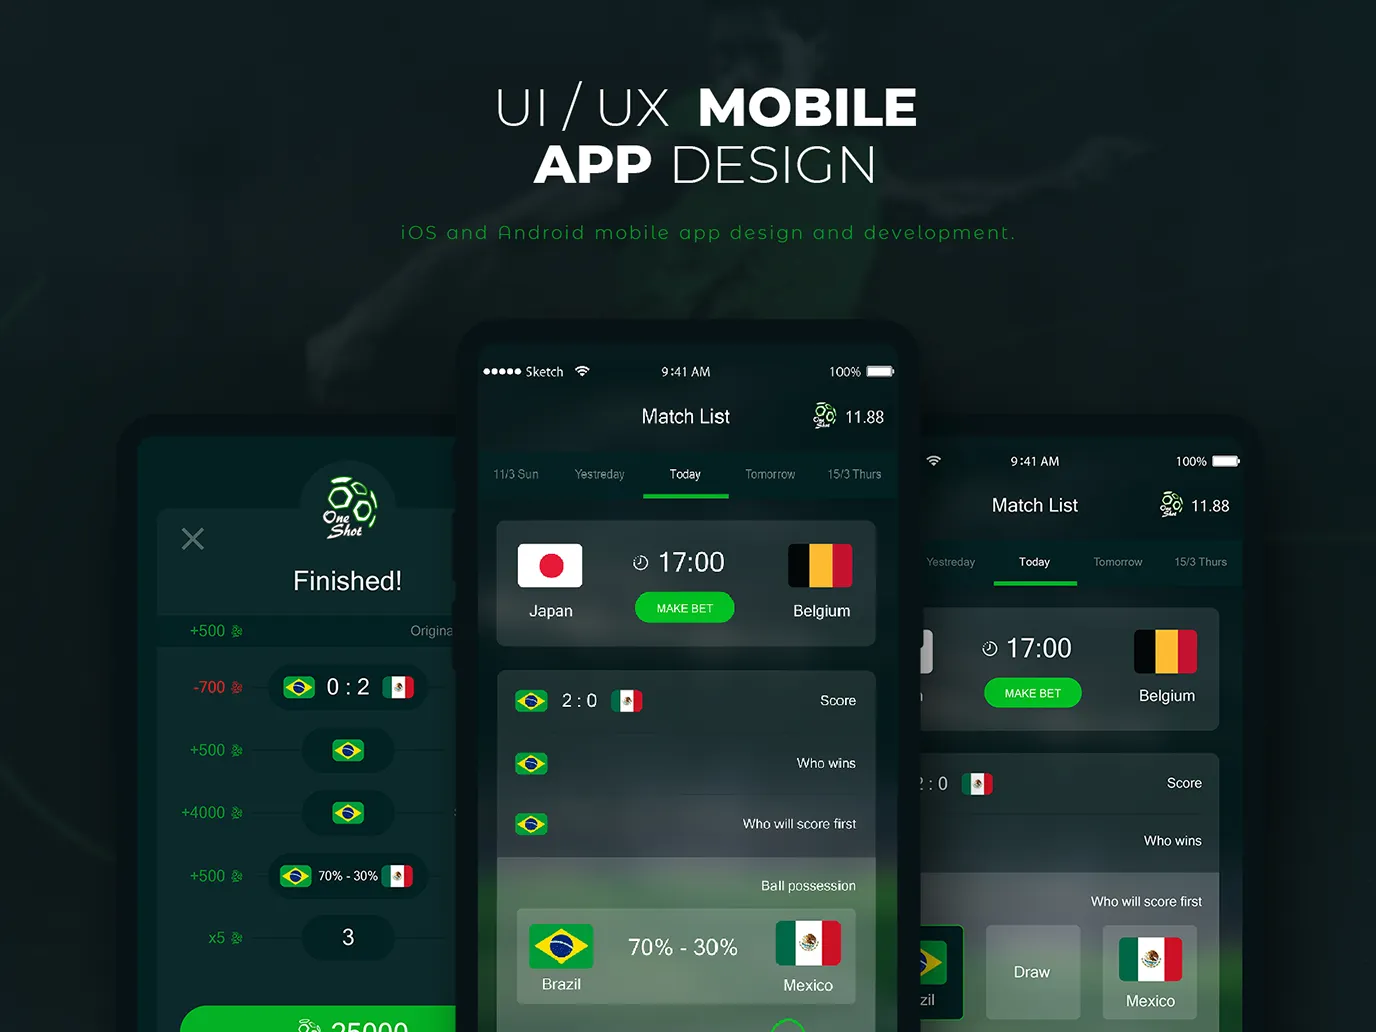 UI / UX MOBILE
APP DESIGN
iOS and Android mobile app design and development.
One
Shot
Finished!
+500
Origina
-700
0 : 2
+500
+4000
+500
70% - 30%
x5
3
25000
Sketch
9:41 AM
100%
Match List
One
Shot
11.88
11/3 Sun
Yestreday
Today
Tomorrow
15/3 Thurs
17:00
MAKE BET
Japan
Belgium
2 : 0
Score
Who wins
Who will score first
Ball possession
70% - 30%
Brazil
Mexico
9:41 AM
100%
Match List
One
Shot
11.88
Yestreday
Today
Tomorrow
15/3 Thurs
17:00
MAKE BET
Belgium
: 0
Score
Who wins
Who will score first
Draw
zil
Mexico